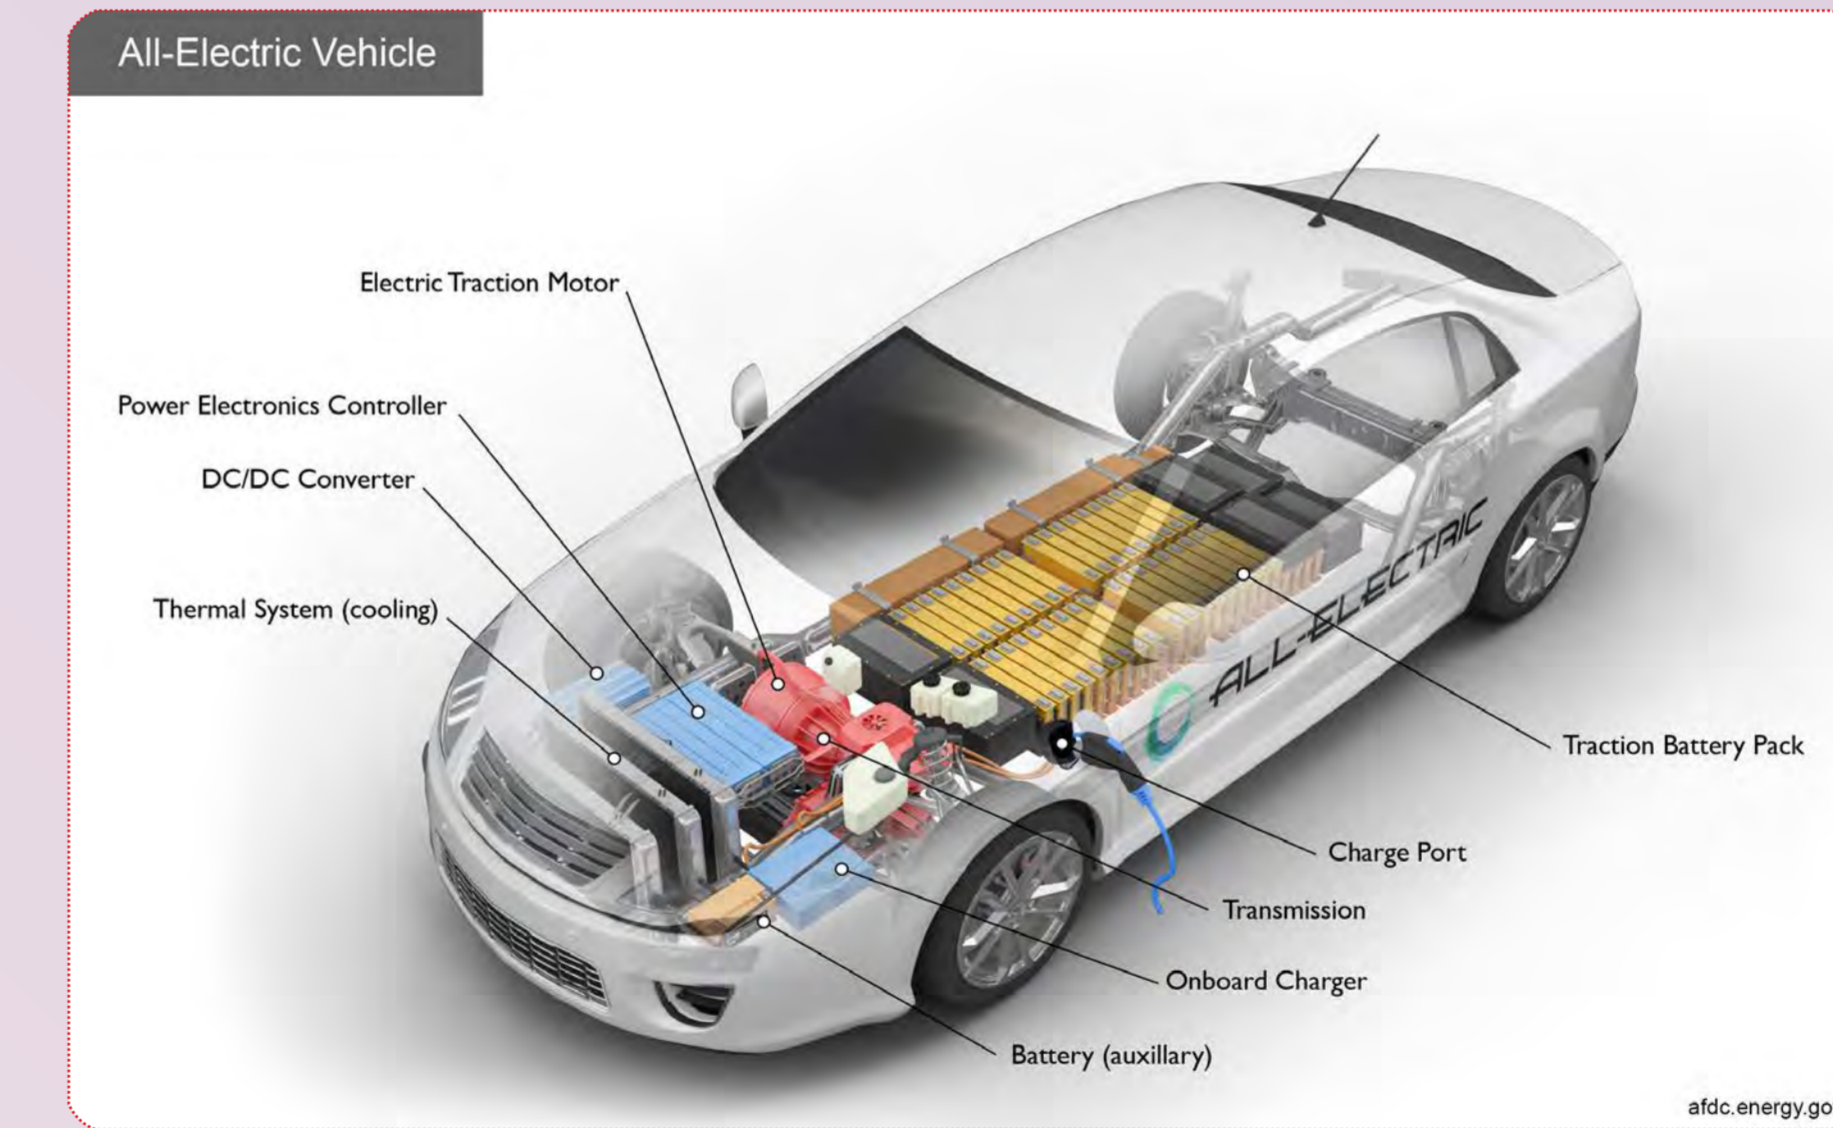 All-Electric Vehicle
Electric Traction Motor
Power Electronics Controller
DC/DC Converter
Thermal System (cooling)
ALL-ELECTRIC
Traction Battery Pack
Charge Port
Transmission
Onboard Charger
Battery (auxillary)
afdc.energy.go